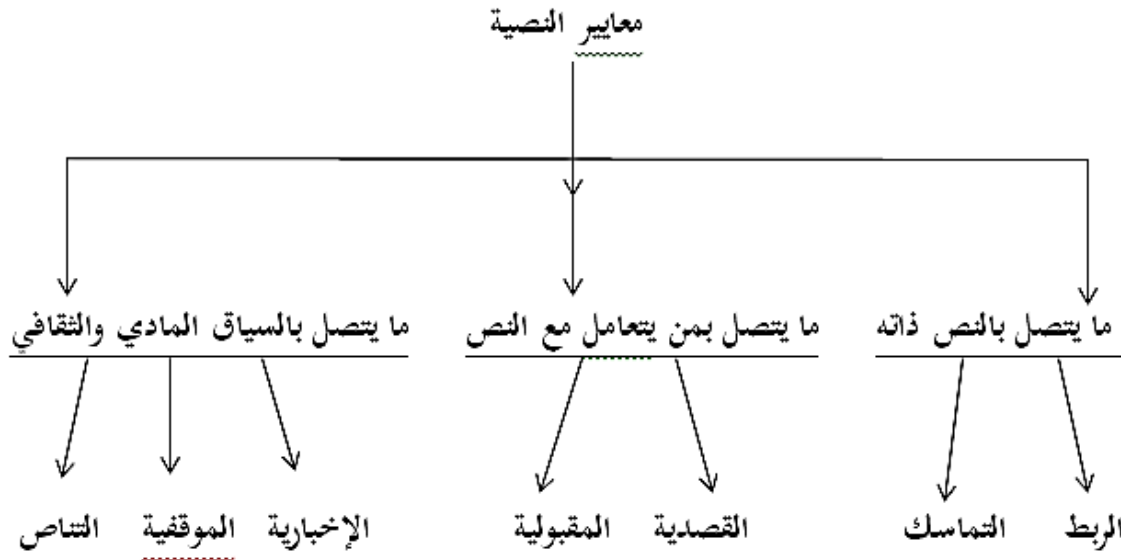 معايير النصية
ما يتصل بالنص ذاته
ما يتصل بمن يتعامل مع النص
ما يتصل بالسياق المادي والثقافي
الربط
التماسك
القصدية
المقبولية
الإخبارية
الموقفية
التناص